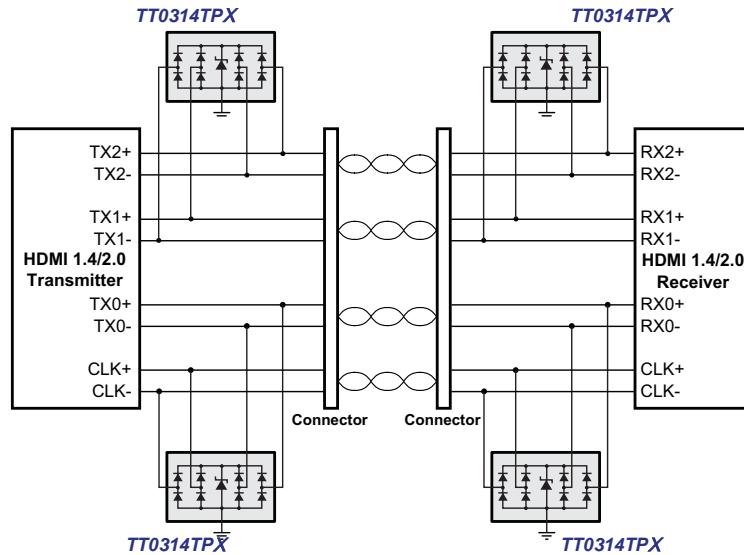 TT0314TPX
TT0314TPX
TX2+
TX2-
TX1+
TX1-
HDMI 1.4/2.0
Transmitter
TX0+
TX0-
CLK+
CLK-
RX2+
RX2-
RX1+
RX1-
HDMI 1.4/2.0
Receiver
RX0+
RX0-
CLK+
CLK-
Connector
Connector
TT0314TPX
TT0314TPX